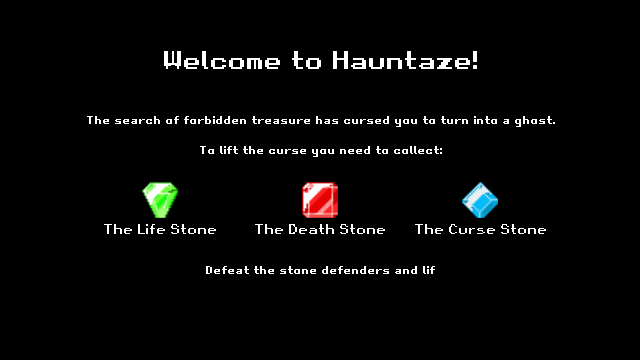 Welcome to Hauntaze!
The search of forbidden treasure has cursed you to turn into a ghost.
To lift the curse you need to collect:
The Life Stone The Death Stone The Curse Stone
Defeat the stone defenders and lif